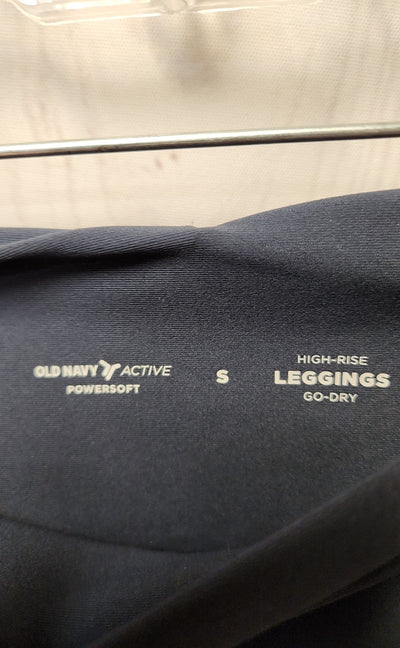 OLD NAVY ACTIVE
POWERSOFT
S
HIGH-RISE
LEGGINGS
GO-DRY